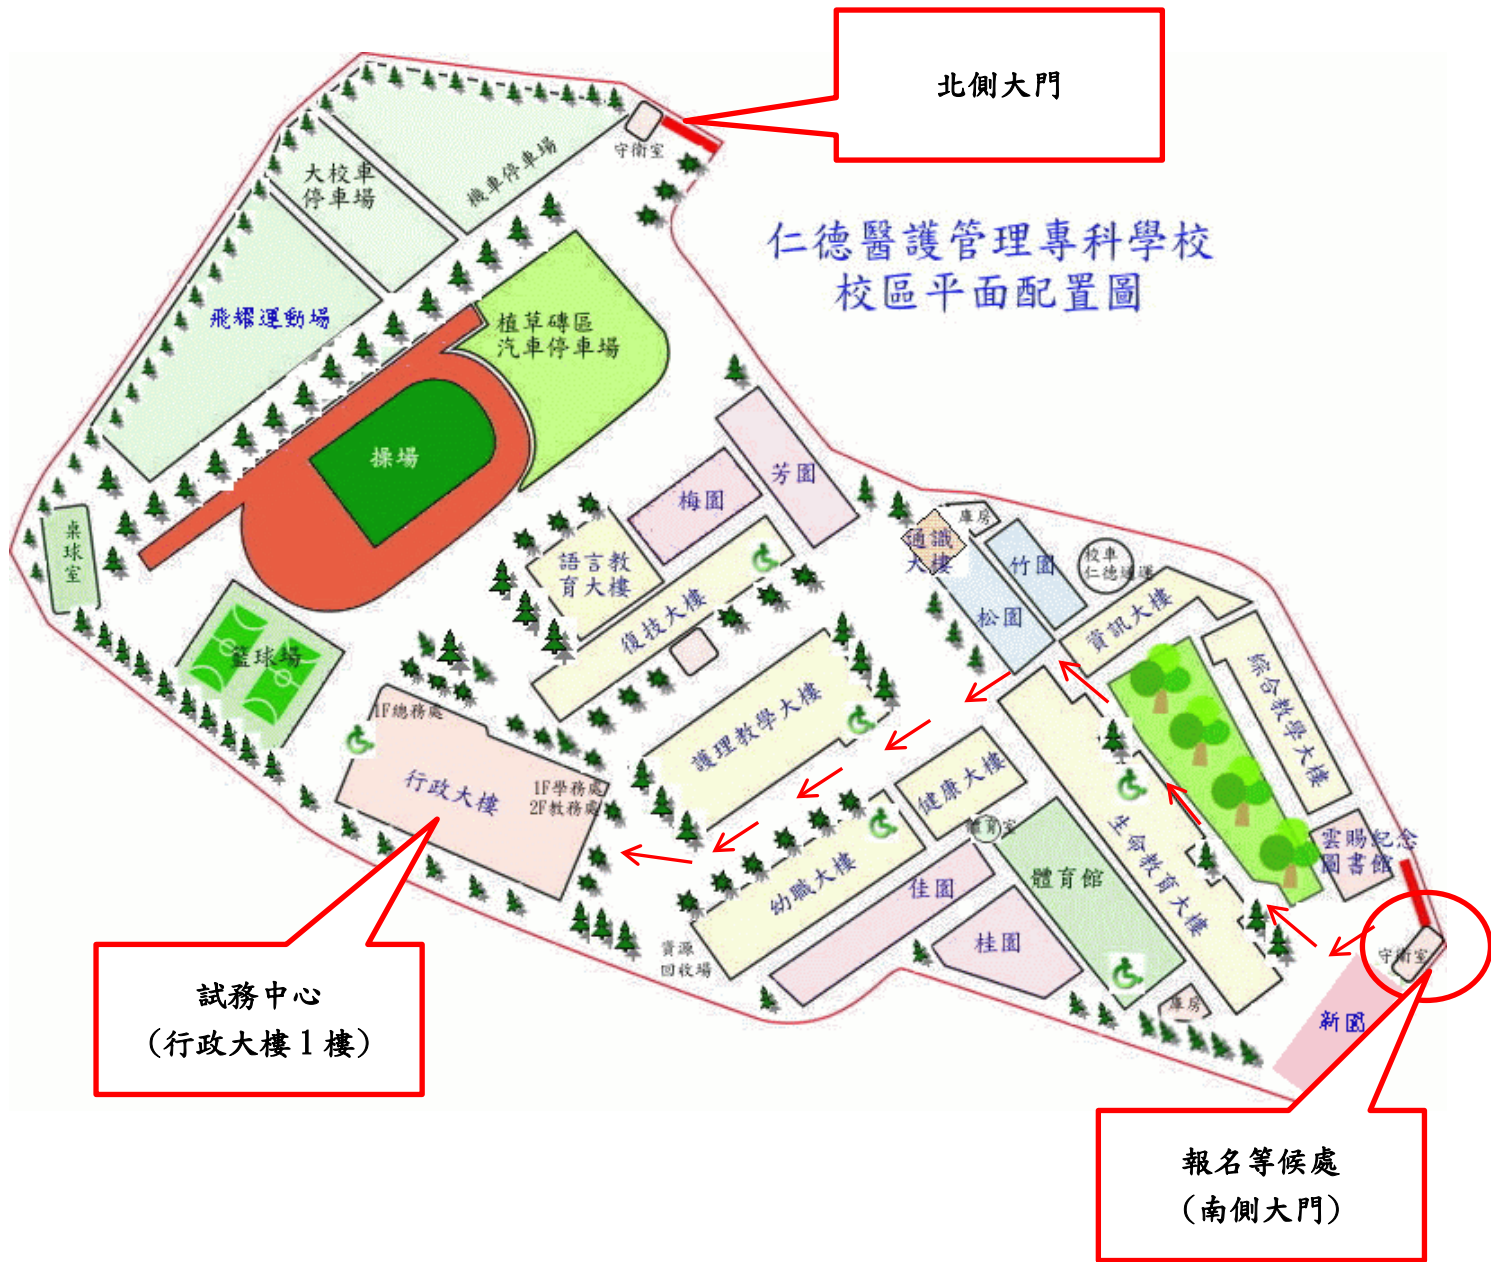 北側大門
守衛室
大校車
停車場
機車停車場
仁德醫護管理專科學校
校區平面配置圖
飛耀運動場
植草磚區
汽車停車場
操場
芳園
梅園
桌球室
語言教
育大樓
復技大樓
庫房
通識
大樓
竹園
校車
仁德通運
松園
資訊大樓
綜合教學大樓
籃球場
1F總務處
行政大樓
1F學務處
2F教務處
護理教學大樓
健康大樓
體育室
生命教育大樓
雲賜紀念
圖書館
幼職大樓
佳園
體育館
桂園
資源
回收場
守衛室
庫房
新園
試務中心
(行政大樓1樓)
報名等候處
(南側大門)